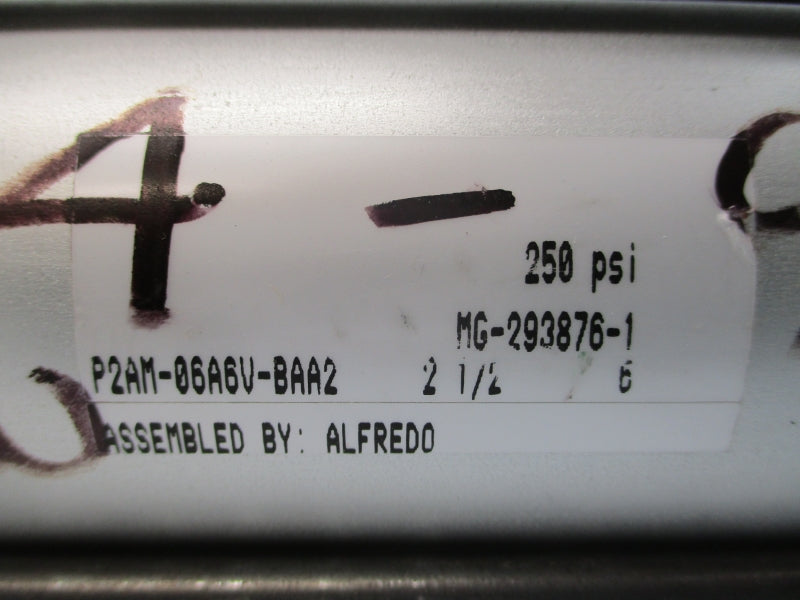 4 -
250 psi
MG-293876-1
P2AM-06A6V-BAA2 2 1/2 6
ASSEMBLED BY: ALFREDO